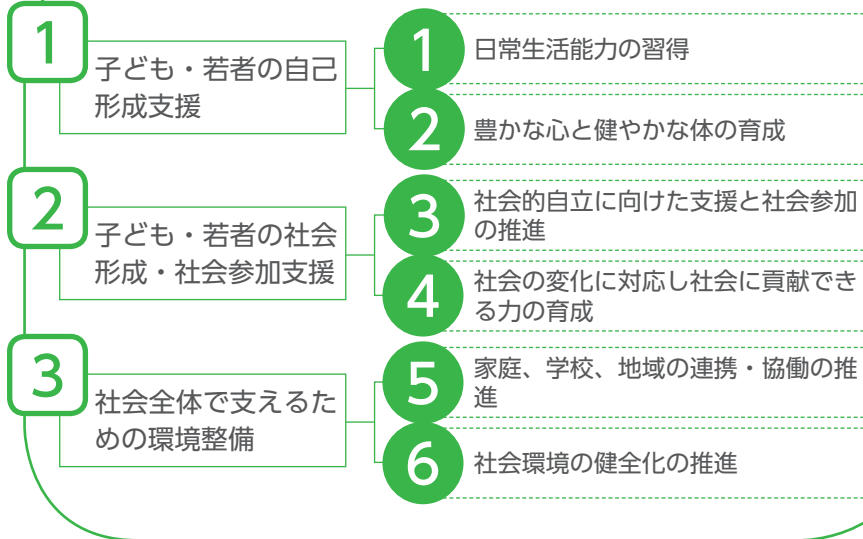 1
子ども・若者の自己
形成支援
1
日常生活能力の習得
2
豊かな心と健やかな体の育成
2
子ども・若者の社会
形成・社会参加支援
3
社会的自立に向けた支援と社会参加
の推進
4
社会の変化に対応し社会に貢献でき
る力の育成
3
社会全体で支えるた
めの環境整備
5
家庭、学校、地域の連携・協働の推
進
6
社会環境の健全化の推進